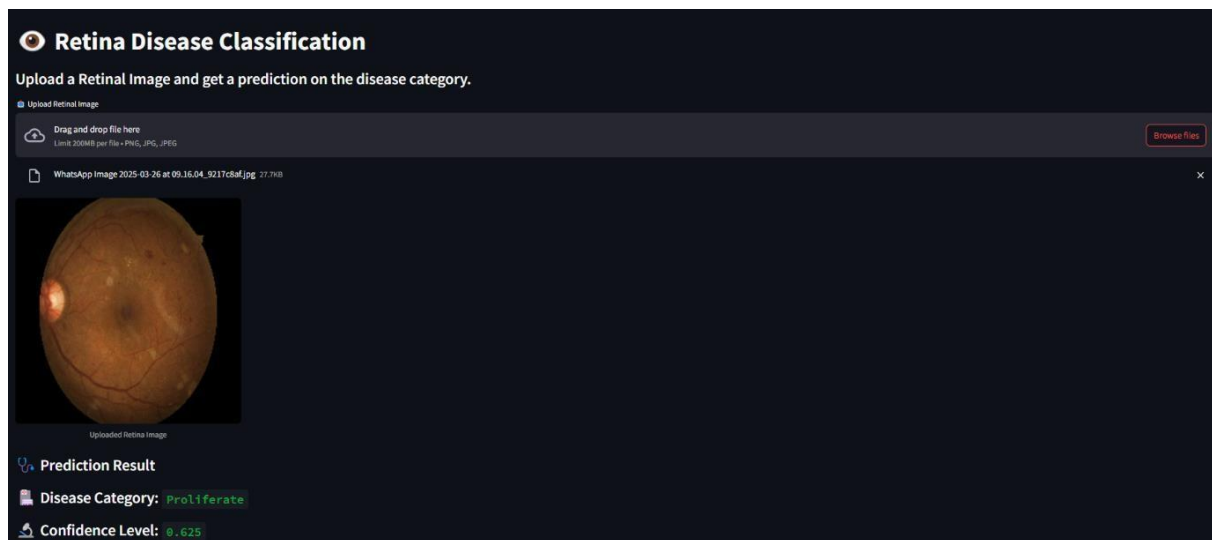 Retina Disease Classification
Upload a Retinal Image and get a prediction on the disease category.
Upload Retinal Image
Drag and drop file here
Limit 200MB per file • PNG, JPG, JPEG
Browse files
WhatsApp Image 2025-03-26 at 09.16.04_9217c8af.jpg 27.7KB
Uploaded Retina Image
Prediction Result
Disease Category: Proliferate
Confidence Level: 0.625